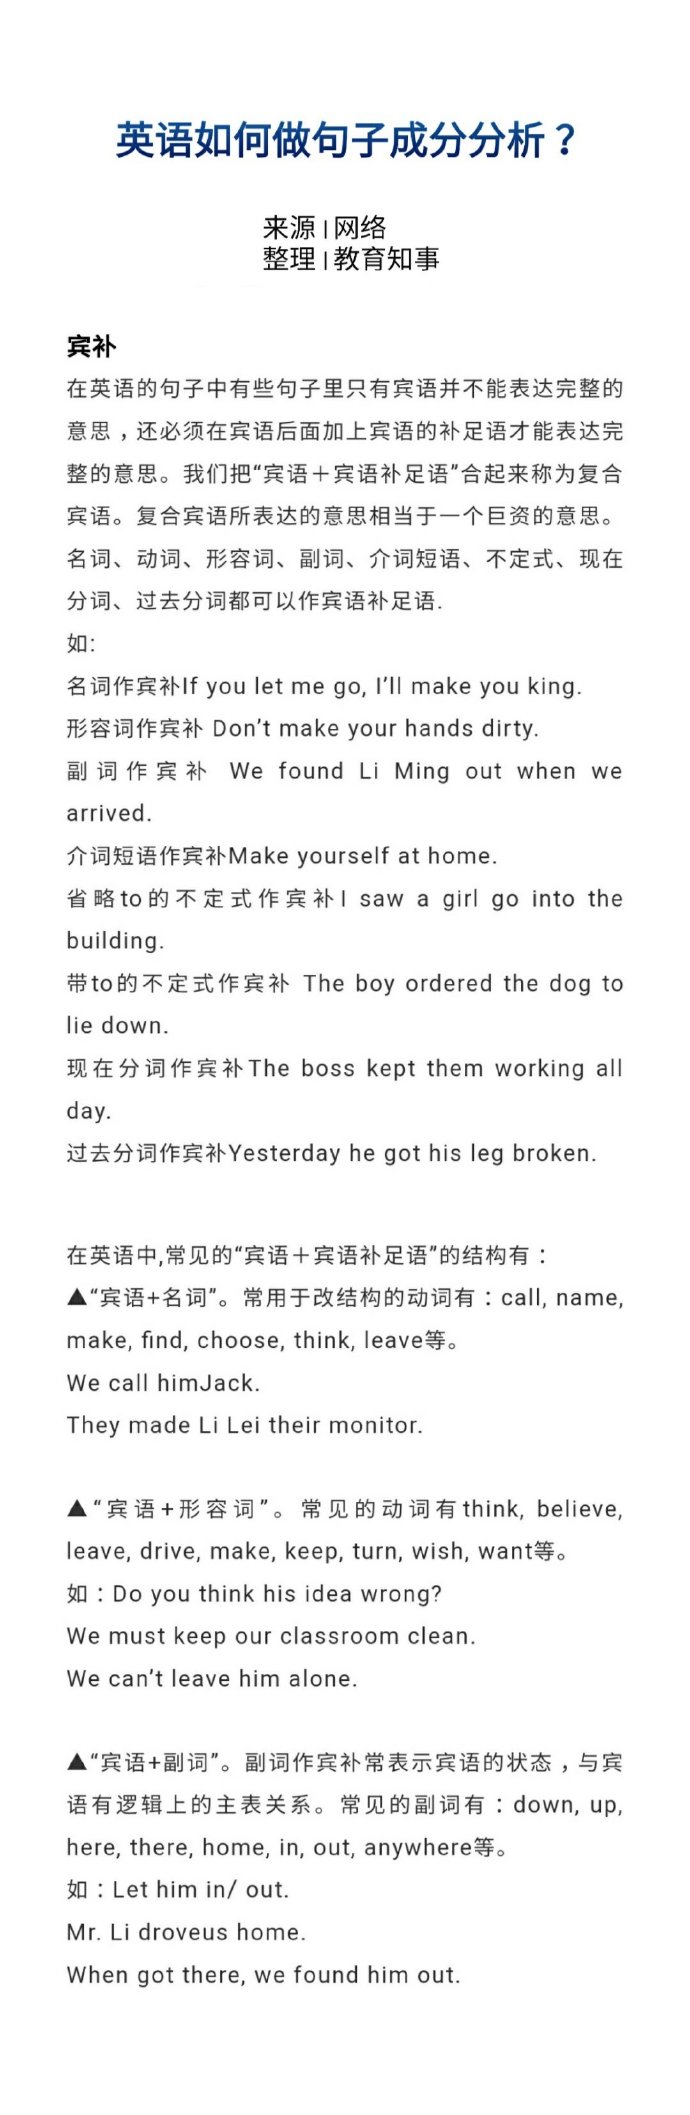 英语如何做句子成分分析？
来源 | 网络
整理 | 教育知事
宾补
在英语的句子中有些句子里只有宾语并不能表达完整的
意思，还必须在宾语后面加上宾语的补足语才能表达完
整的意思。我们把“宾语＋宾语补足语”合起来称为复合
宾语。复合宾语所表达的意思相当于一个巨资的意思。
名词、动词、形容词、副词、介词短语、不定式、现在
分词、过去分词都可以作宾语补足语.
如:
名词作宾补If you let me go, I’ll make you king.
形容词作宾补 Don’t make your hands dirty.
副词作宾补 We found Li Ming out when we
arrived.
介词短语作宾补Make yourself at home.
省略to的不定式作宾补I saw a girl go into the
building.
带to的不定式作宾补 The boy ordered the dog to
lie down.
现在分词作宾补The boss kept them working all
day.
过去分词作宾补Yesterday he got his leg broken.
在英语中,常见的“宾语＋宾语补足语”的结构有：
▲“宾语+名词”。常用于改结构的动词有：call, name,
make, find, choose, think, leave等。
We call himJack.
They made Li Lei their monitor.
▲“宾语+形容词”。常见的动词有think, believe,
leave, drive, make, keep, turn, wish, want等。
如：Do you think his idea wrong?
We must keep our classroom clean.
We can’t leave him alone.
▲“宾语+副词”。副词作宾补常表示宾语的状态，与宾
语有逻辑上的主表关系。常见的副词有：down, up,
here, there, home, in, out, anywhere等。
如：Let him in/ out.
Mr. Li droveus home.
When got there, we found him out.